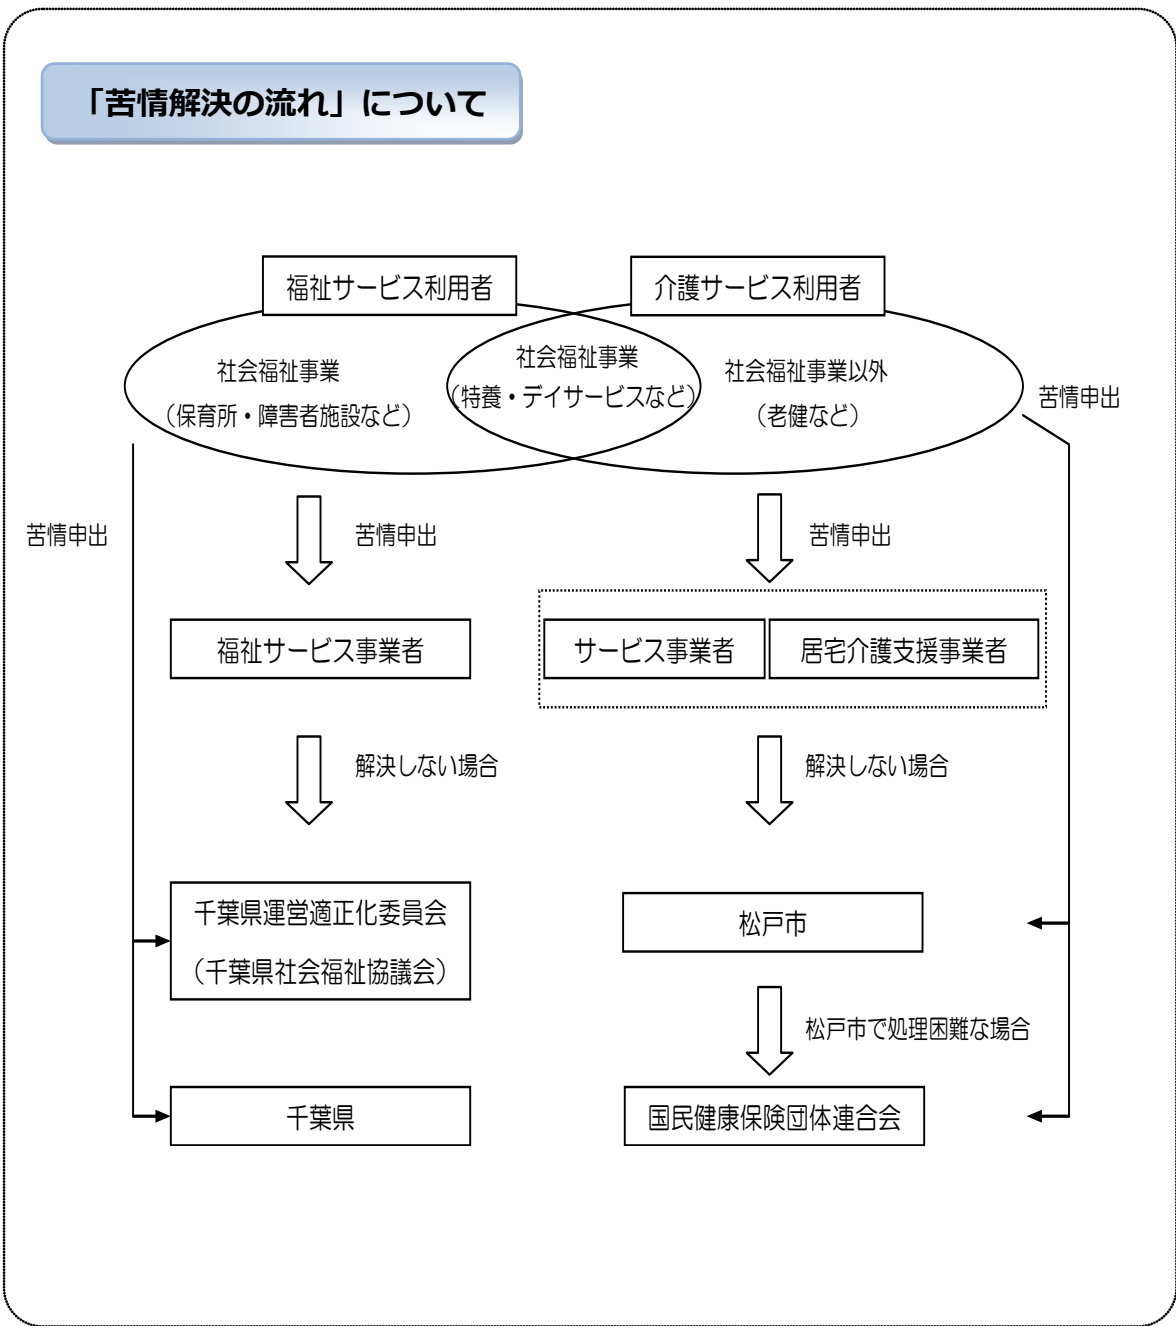 「苦情解決の流れ」について
福祉サービス利用者
介護サービス利用者
社会福祉事業
(保育所・障害者施設など)
社会福祉事業
(特養・デイサービスなど)
社会福祉事業以外
(老健など)
苦情申出
苦情申出
苦情申出
苦情申出
福祉サービス事業者
サービス事業者
居宅介護支援事業者
解決しない場合
解決しない場合
千葉県運営適正化委員会
(千葉県社会福祉協議会)
松戸市
松戸市で処理困難な場合
千葉県
国民健康保険団体連合会